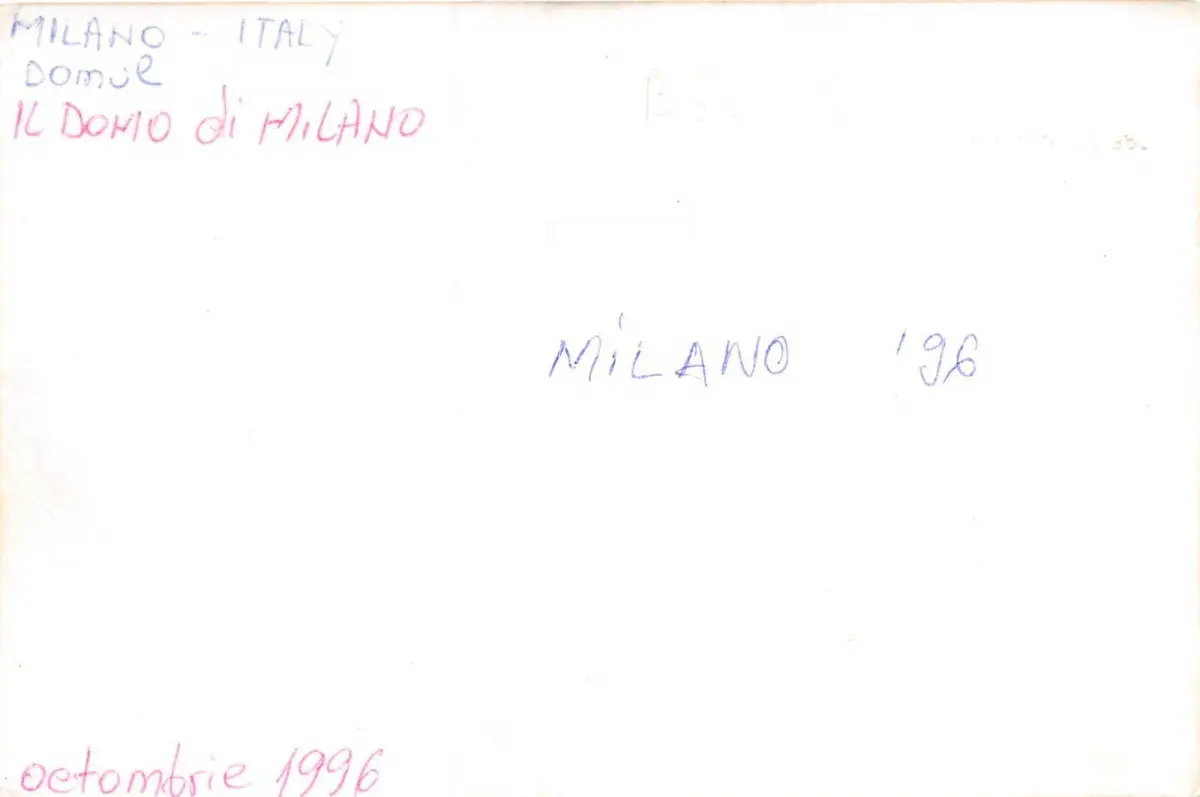 MILANO - ITALY
DOMUL
IL DOMO di MILANO
MiLANO '96
octombrie 1996